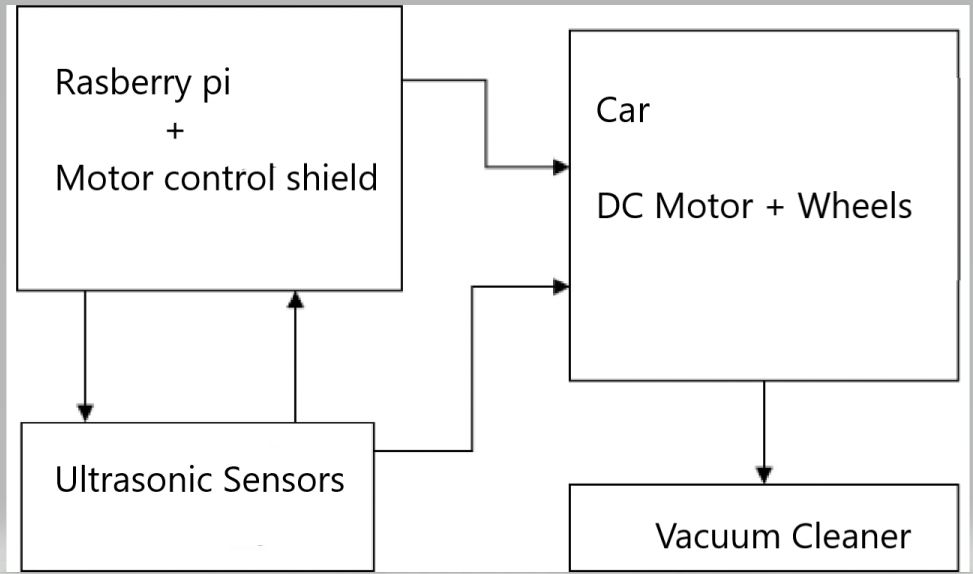 Rasberry pi
+
Motor control shield
Car
DC Motor + Wheels
Ultrasonic Sensors
Vacuum Cleaner